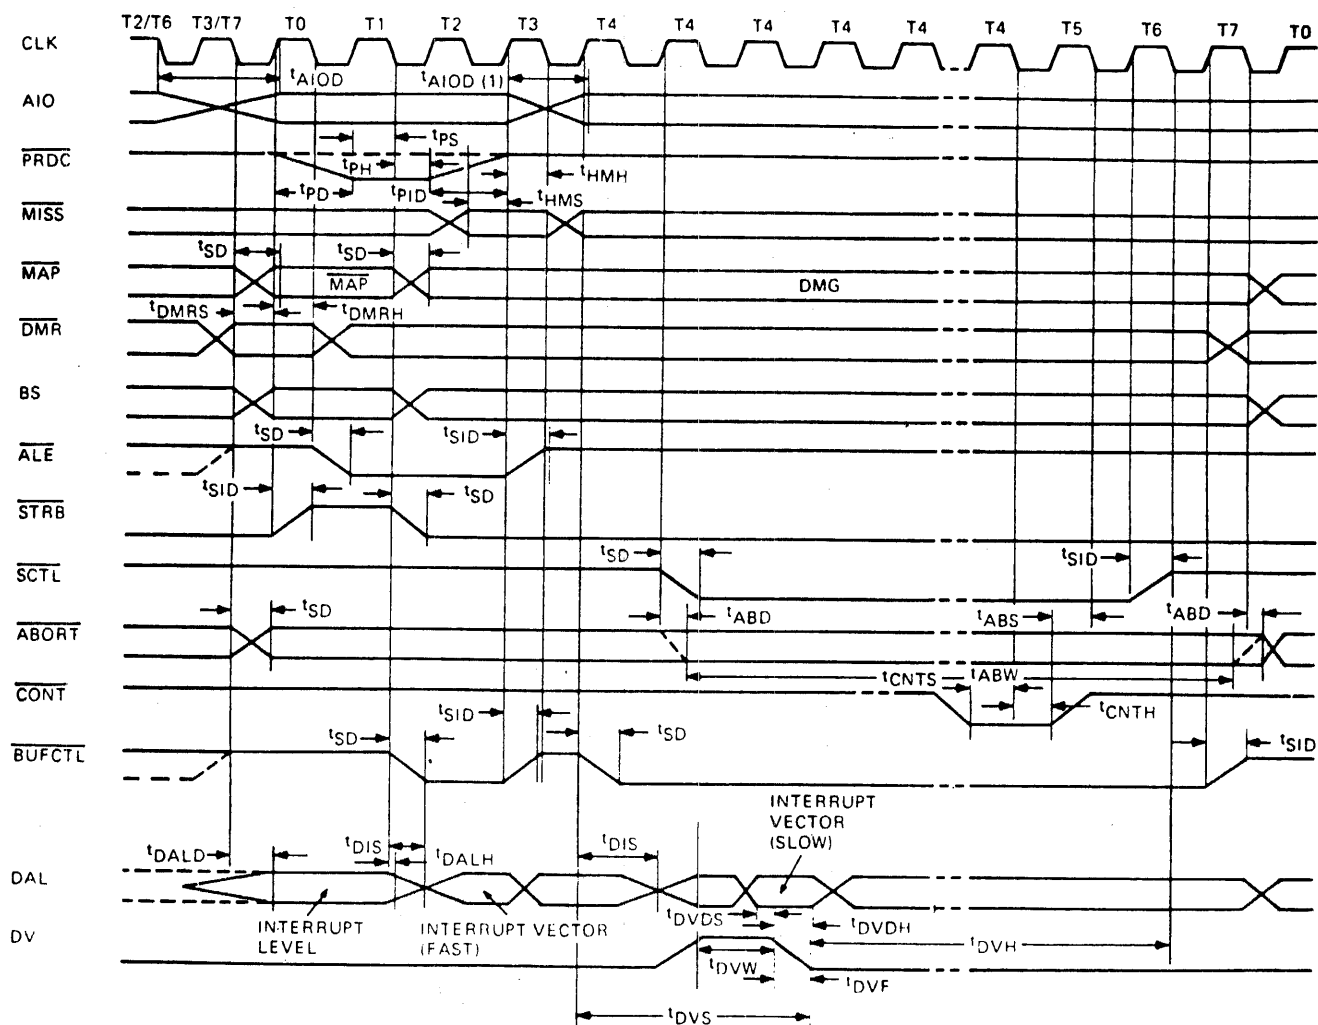 T2/T6 T3/T7 T0 T1 T2 T3 T4 T4 T4 T4 T4 T4 T5 T6 T7 T0
CLK
tAIOD tAIOD (1)
AIO
tPS
PRDC
tPH tHMH
tPD tPID
tHMS
MISS
tSD tSD
MAP MAP DMG
tDMRS tDMRH
DMR
BS
tSD tSID
ALE
tSID tSD
STRB
tSD tSID
SCTL
tSD tABD tABS tABD
ABORT
tCNTS tABW
CONT
tSID tCNTH
tSD tSD tSID
BUFCTL
INTERRUPT
VECTOR
(SLOW)
tDIS tDIS
tDALD tDALH
DAL
INTERRUPT
LEVEL
INTERRUPT VECTOR
(FAST)
tDVDS tDVDH
DV
tDVH
tDVW
tDVF
tDVS